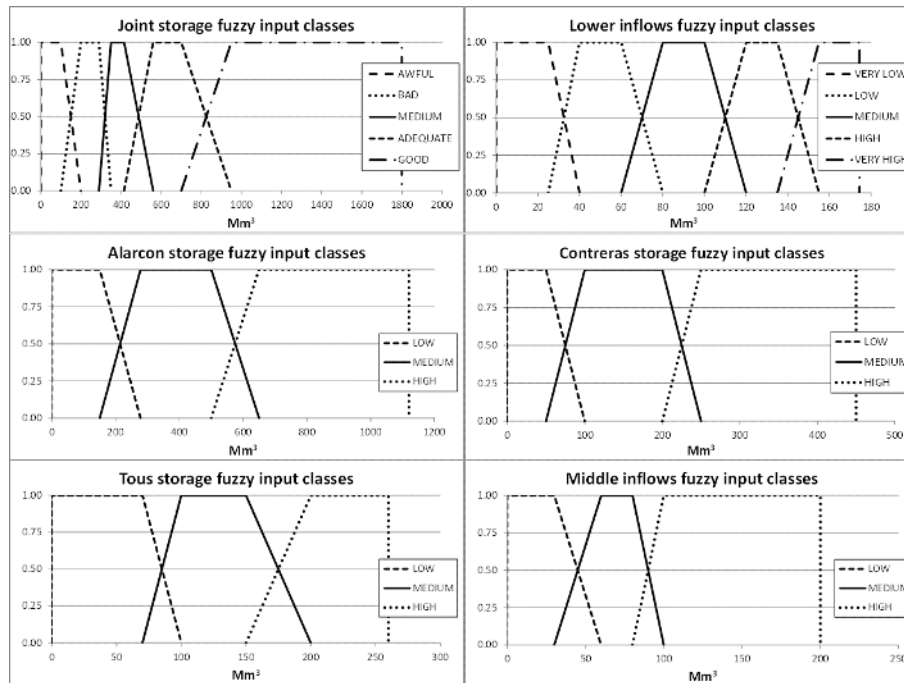 Joint storage fuzzy input classes
1.00
0.75
0.50
0.25
0.00
0 200 400 600 800 1000 1200 1400 1600 1800 2000
Mm³
AWFUL
BAD
MEDIUM
ADEQUATE
GOOD
Lower inflows fuzzy input classes
1.00
0.75
0.50
0.25
0.00
0 20 40 60 80 100 120 140 160 180
Mm³
VERY LOW
LOW
MEDIUM
HIGH
VERY HIGH
Alarcon storage fuzzy input classes
1.00
0.75
0.50
0.25
0.00
0 200 400 600 800 1000 1200
Mm³
LOW
MEDIUM
HIGH
Contreras storage fuzzy input classes
1.00
0.75
0.50
0.25
0.00
0 100 200 300 400 500
Mm³
LOW
MEDIUM
HIGH
Tous storage fuzzy input classes
1.00
0.75
0.50
0.25
0.00
0 50 100 150 200 250 300
Mm³
LOW
MEDIUM
HIGH
Middle inflows fuzzy input classes
1.00
0.75
0.50
0.25
0.00
0 50 100 150 200 250
Mm³
LOW
MEDIUM
HIGH